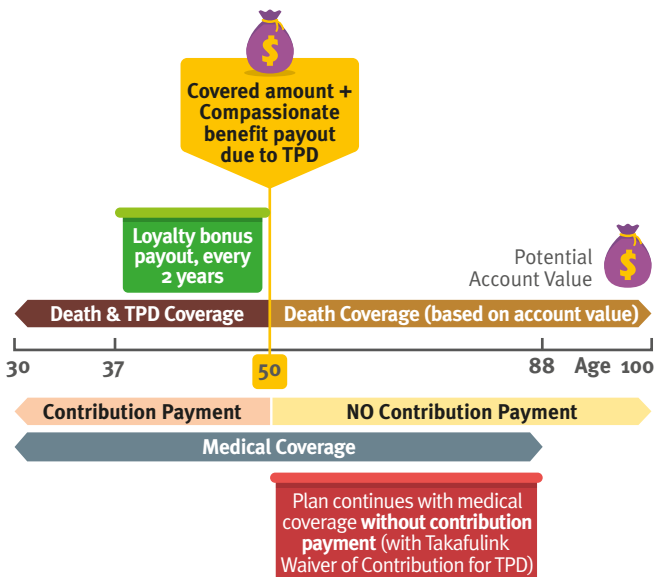 $
Covered amount +
Compassionate
benefit payout
due to TPD
Loyalty bonus
payout, every
2 years
Potential
Account Value
$
Death & TPD Coverage
Death Coverage (based on account value)
30 37 50 88 Age 100
Contribution Payment
NO Contribution Payment
Medical Coverage
Plan continues with medical
coverage without contribution
payment (with Takafulink
Waiver of Contribution for TPD)